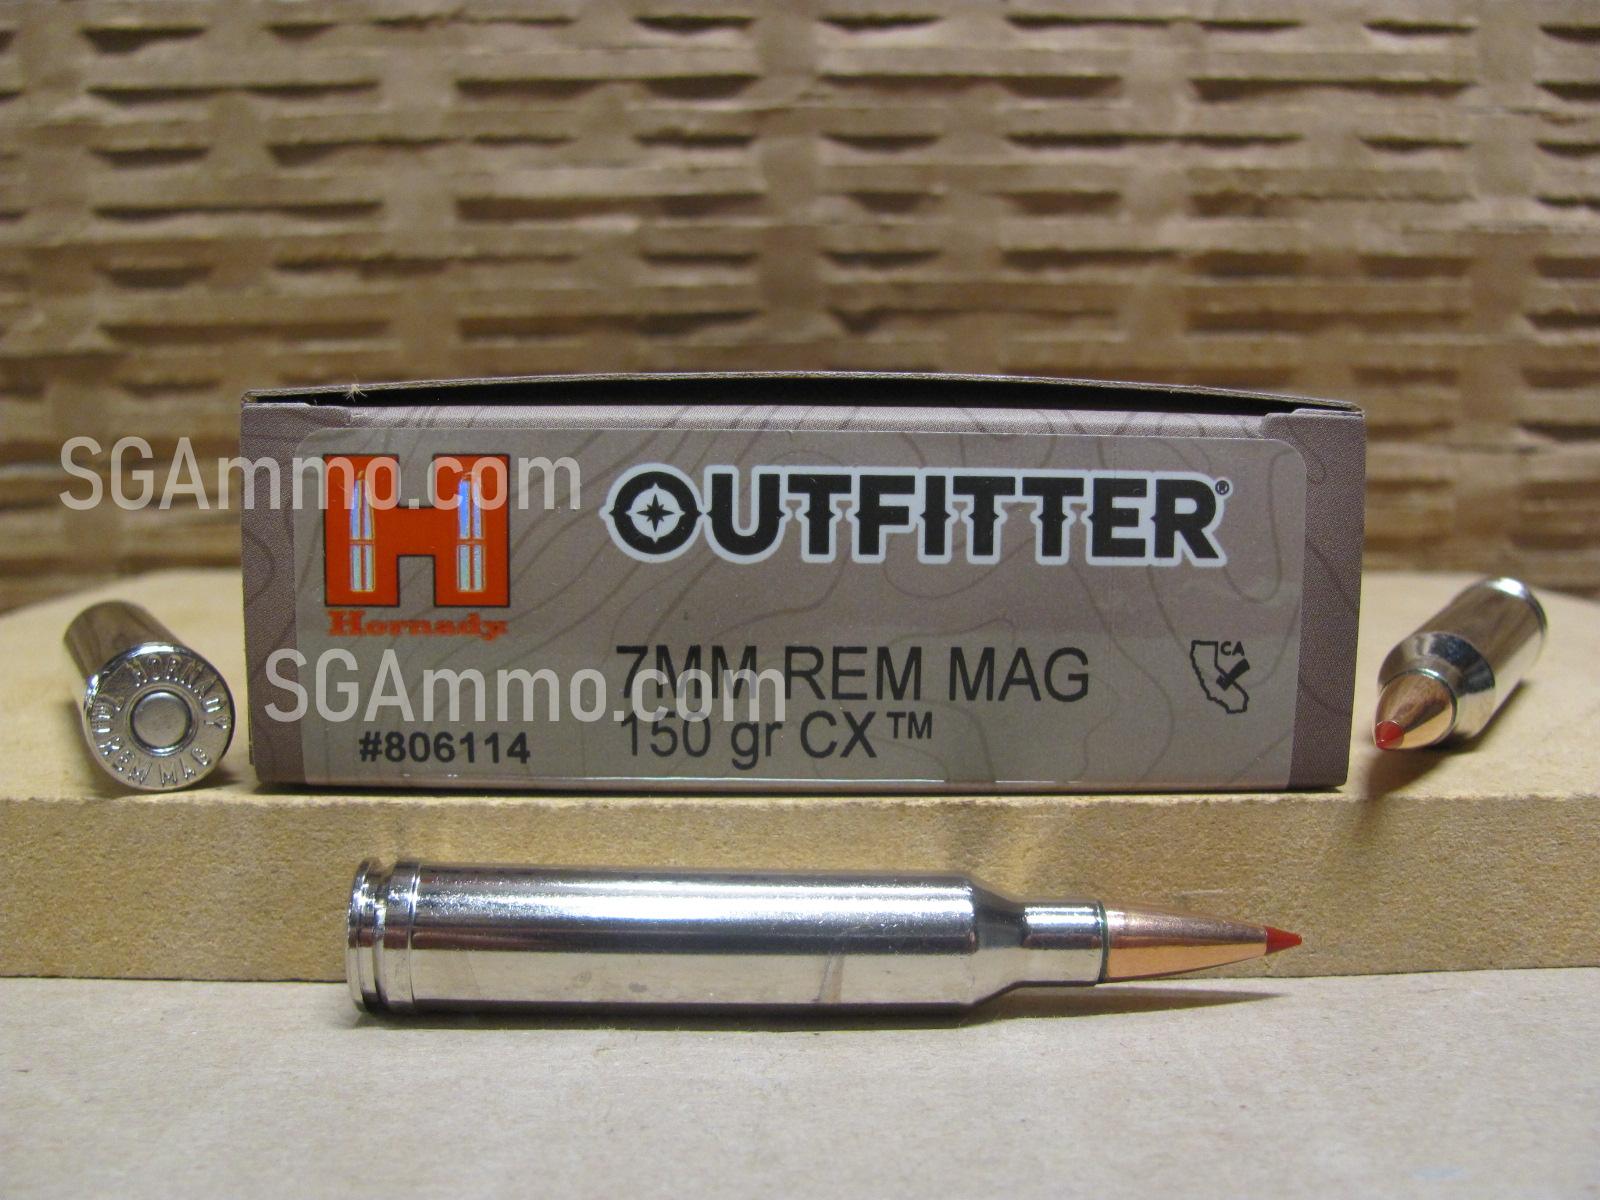 SGAmmo.com
OUTFITTER®
Hornady
SGAmmo.com
7MM REM MAG
150 gr CX™
#806114
CA
HORNADY
7MM REM MAG